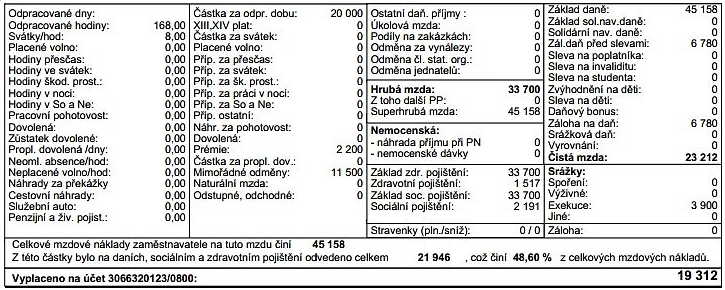 Odpracované dny:
Odpracované hodiny: 168,00
Svátky/hod: 8,00
Placené volno: 0,00
Hodiny přesčas: 0,00
Hodiny ve svátek: 0,00
Hodiny škod. prost.: 0,00
Hodiny v noci: 0,00
Hodiny v So a Ne: 0,00
Pracovní pohotovost: 0,00
Dovolená: 0,00
Zůstatek dovolené: 0,00
Propl. dovolená /dny: 0,00
Neoml. absence/hod: 0,00
Neplacené volno/hod: 0,00
Náhrady za překážky 0,00
Cestovní náhrady: 0,00
Služební auto: 0,00
Penzijní a živ. pojist.: 0,00
Částka za odpr. dobu: 20 000
XIII,XIV plat: 0
Částka za svátek: 0
Placené volno: 0
Příp. za přesčas: 0
Příp. za svátek: 0
Příp. za šk. prost.: 0
Příp. za práci v noci: 0
Příp. za So a Ne: 0
Příp. ostatní: 0
Náhr. za pohotovost: 0
Dovolená: 0
Prémie: 2 200
Částka za propl. dov.: 0
Mimořádné odměny: 11 500
Naturální mzda: 0
Odstupné, odchodné: 0
Ostatní daň. příjmy : 0
Úkolová mzda: 0
Podíly na zakázkách: 0
Odměna za vynálezy: 0
Odměna čl. stat. org.: 0
Odměna jednatelů: 0
Hrubá mzda: 33 700
Z toho další PP: 0
Superhrubá mzda: 45 158
Nemocenská:
- náhrada příjmu při PN 0
- nemocenské dávky 0
Základ zdr. pojištění: 33 700
Zdravotní pojištění: 1 517
Základ soc. pojištění: 33 700
Sociální pojištění: 2 191
Stravenky (pln./sníž): 0 / 0
Základ daně: 45 158
Základ sol.nav.daně: 0
Solidární nav. daně: 0
Zál.daň před slevami: 6 780
Sleva na poplatníka: 0
Sleva na invaliditu: 0
Sleva na studenta: 0
Zvýhodnění na děti: 0
Sleva na děti: 0
Daňový bonus: 0
Záloha na daň: 6 780
Srážková daň: 0
Vyrovnání: 0
Čistá mzda: 23 212
Srážky:
Spoření: 0
Výživné: 0
Exekuce: 3 900
Jiné: 0
Záloha: 0
Celkové mzdové náklady zaměstnavatele na tuto mzdu činí 45 158
Z této částky bylo na daních, sociálním a zdravotním pojištění odvedeno celkem 21 946 , což činí 48,60 % z celkových mzdových nákladů.
Vyplaceno na účet 3066320123/0800: 19 312